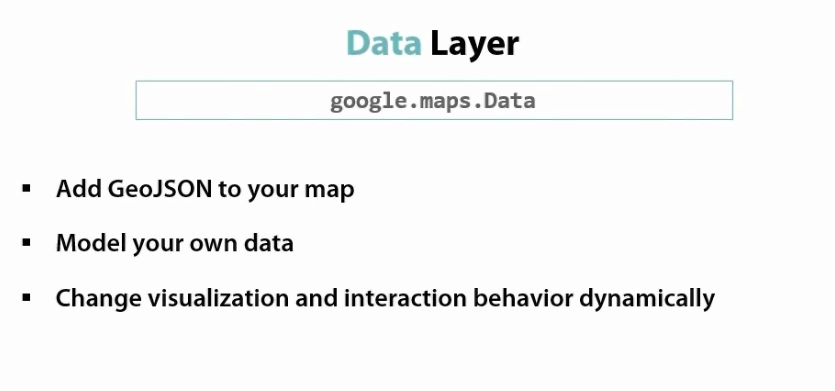 Data Layer
google.maps.Data
▪ Add GeoJSON to your map
▪ Model your own data
▪ Change visualization and interaction behavior dynamically